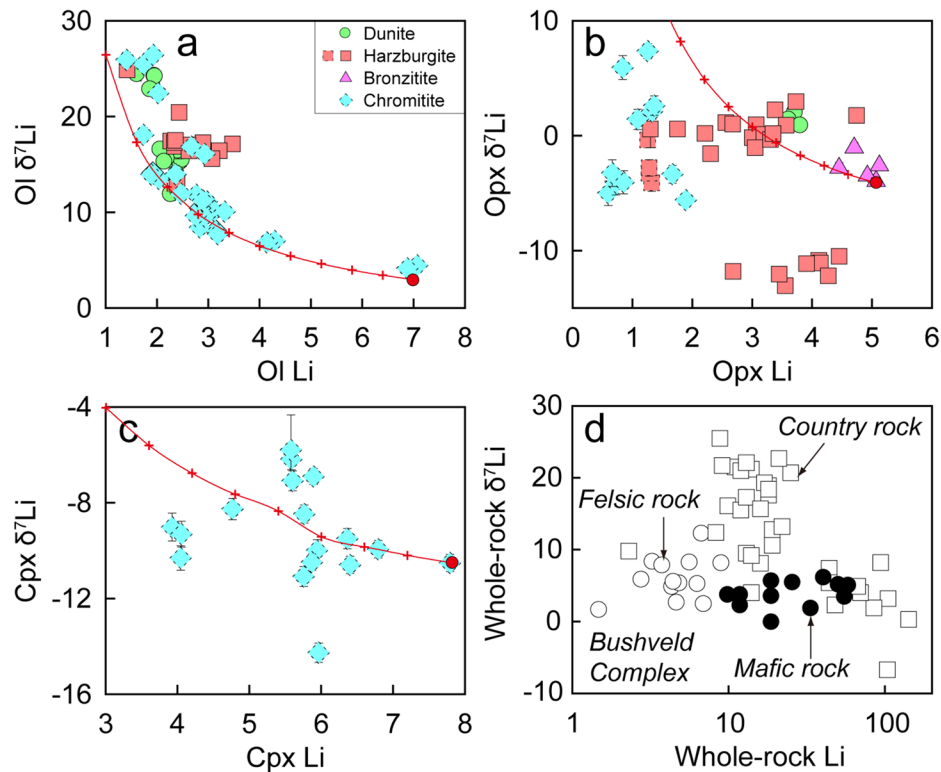 30
20
10
0
Ol δ⁷Li
a
Dunite
Harzburgite
Bronzitite
Chromitite
1 2 3 4 5 6 7 8
Ol Li
10
0
-10
Opx δ⁷Li
b
0 1 2 3 4 5 6
Opx Li
-4
-8
-12
-16
Cpx δ⁷Li
c
3 4 5 6 7 8
Cpx Li
30
20
10
0
-10
Whole-rock δ⁷Li
d
Country rock
Felsic rock
Bushveld
Complex
Mafic rock
1 10 100
Whole-rock Li